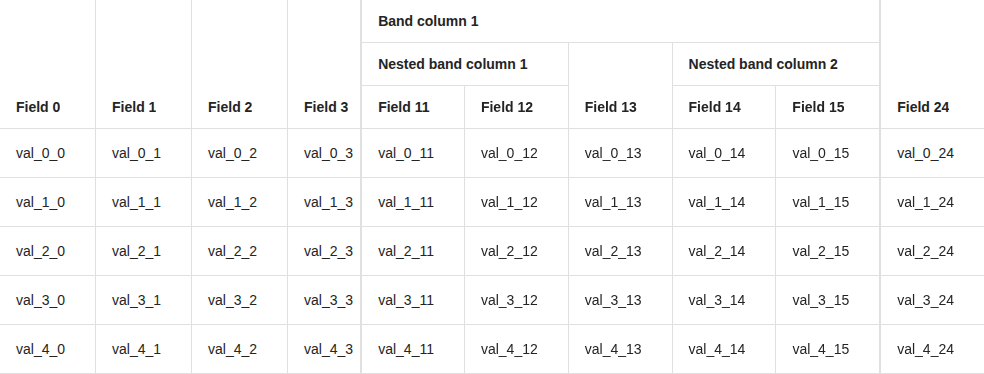 Band column 1
Nested band column 1 Nested band column 2
Field 0 Field 1 Field 2 Field 3 Field 11 Field 12 Field 13 Field 14 Field 15 Field 24
val_0_0 val_0_1 val_0_2 val_0_3 val_0_11 val_0_12 val_0_13 val_0_14 val_0_15 val_0_24
val_1_0 val_1_1 val_1_2 val_1_3 val_1_11 val_1_12 val_1_13 val_1_14 val_1_15 val_1_24
val_2_0 val_2_1 val_2_2 val_2_3 val_2_11 val_2_12 val_2_13 val_2_14 val_2_15 val_2_24
val_3_0 val_3_1 val_3_2 val_3_3 val_3_11 val_3_12 val_3_13 val_3_14 val_3_15 val_3_24
val_4_0 val_4_1 val_4_2 val_4_3 val_4_11 val_4_12 val_4_13 val_4_14 val_4_15 val_4_24